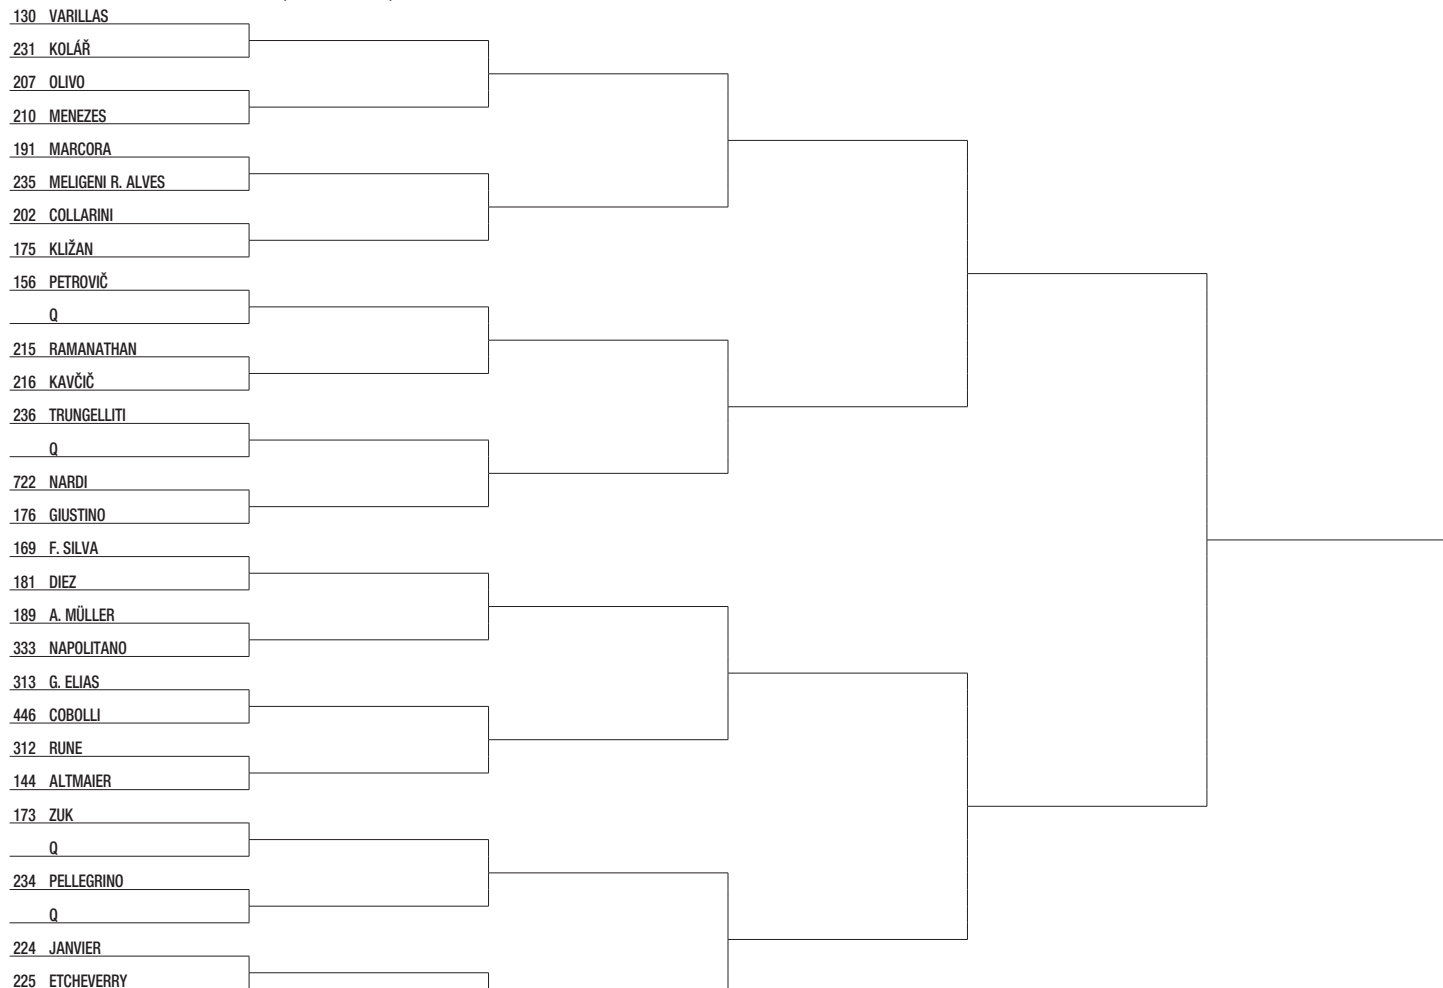 130 VARILLAS
231 KOLÁŘ
207 OLIVO
210 MENEZES
191 MARCORA
235 MELIGENI R. ALVES
202 COLLARINI
175 KLIŽAN
156 PETROVIČ
Q
215 RAMANATHAN
216 KAVČIČ
236 TRUNGELLITI
Q
722 NARDI
176 GIUSTINO
169 F. SILVA
181 DIEZ
189 A. MÜLLER
333 NAPOLITANO
313 G. ELIAS
446 COBOLLI
312 RUNE
144 ALTMAIER
173 ZUK
Q
234 PELLEGRINO
Q
224 JANVIER
225 ETCHEVERRY